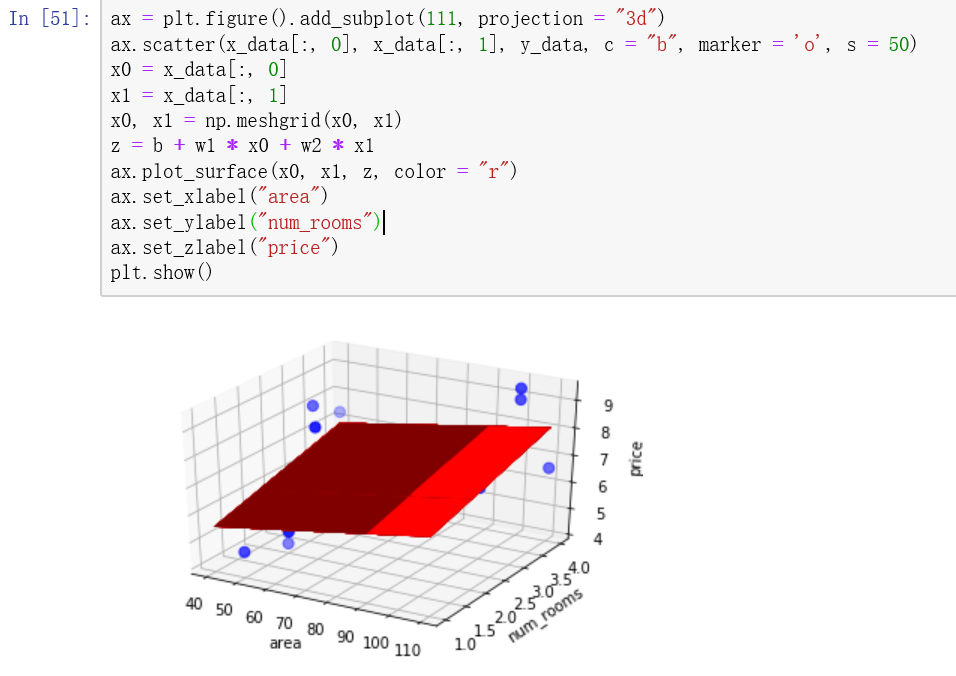 In [51]:
ax = plt.figure().add_subplot(111, projection = "3d")
ax.scatter(x_data[:, 0], x_data[:, 1], y_data, c = "b", marker = 'o', s = 50)
x0 = x_data[:, 0]
x1 = x_data[:, 1]
x0, x1 = np.meshgrid(x0, x1)
z = b + w1 * x0 + w2 * x1
ax.plot_surface(x0, x1, z, color = "r")
ax.set_xlabel("area")
ax.set_ylabel("num_rooms")
ax.set_zlabel("price")
plt.show()
9
8
7
6
5
4
price
40 50 60 70 80 90 100 110
area
1.0 1.5 2.0 2.5 3.0 3.5 4.0
num_rooms